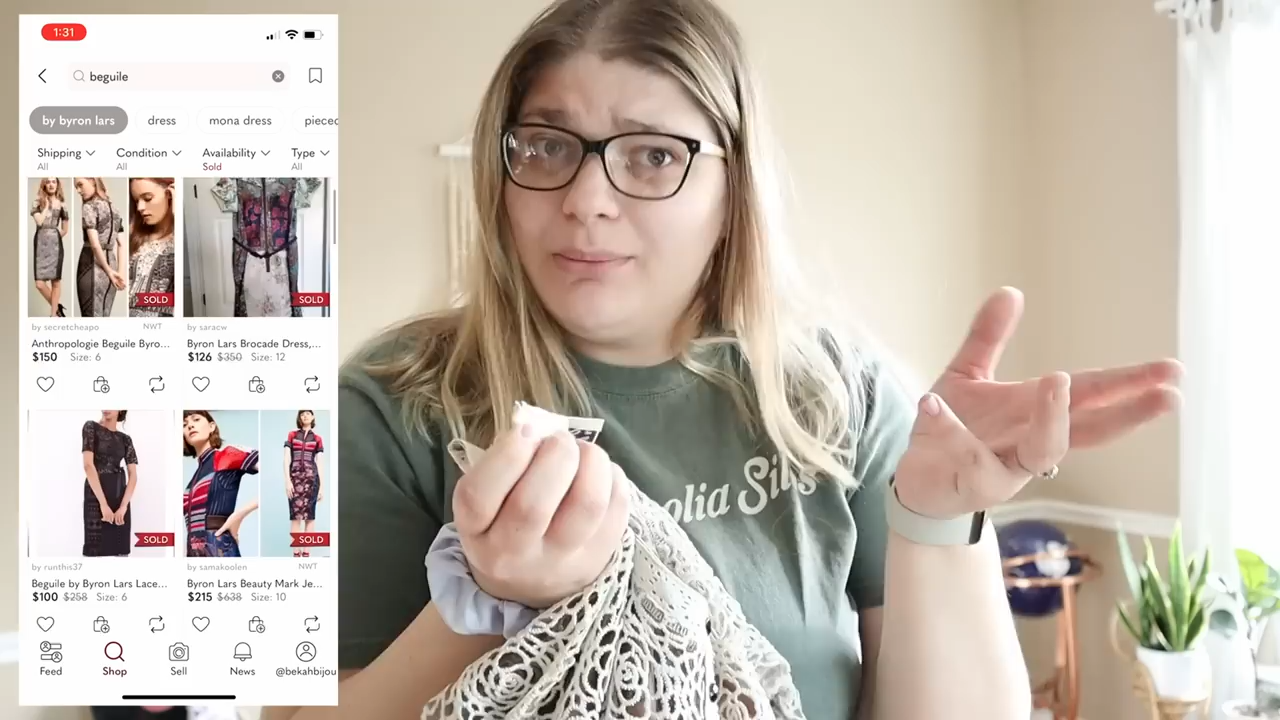 1:31
beguile
by byron lars dress mona dress pieced
Shipping Condition Availability Type
All All Sold All
SOLD SOLD
by secretcheapo NWT by saracw
Anthropologie Beguile Byro... Byron Lars Brocade Dress,...
$150 Size: 6 $126 $350 Size: 12
SOLD SOLD
by runthis37 by samakoolen NWT
Beguile by Byron Lars Lace... Byron Lars Beauty Mark Je...
$100 $258 Size: 6 $215 $638 Size: 10
Feed Shop Sell News @bekahbijou
olia Silos